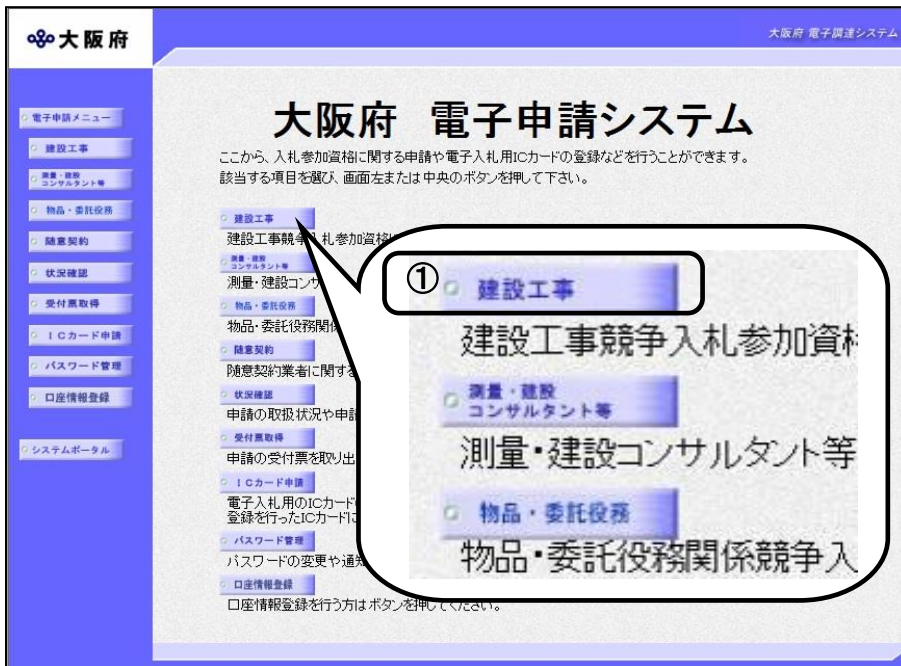 大阪府
大阪府 電子調達システム
電子申請メニュー
建設工事
測量・建設
コンサルタント等
物品・委託役務
随意契約
状況確認
受付票取得
ICカード申請
パスワード管理
口座情報登録
システムポータル
大阪府 電子申請システム
ここから、入札参加資格に関する申請や電子入札用ICカードの登録などを行うことができます。
該当する項目を選び、画面左または中央のボタンを押して下さい。
建設工事
建設工事競争入札参加資格
測量・建設
コンサルタント等
測量・建設コンサ
物品・委託役務
物品・委託役務関係
随意契約
随意契約業者に関する
状況確認
申請の取扱状況や申請
受付票取得
申請の受付票を取り出
ICカード申請
電子入札用のICカード
登録を行ったICカードに
パスワード管理
パスワードの変更や通知
口座情報登録
口座情報登録を行う方はボタンを押してください。
① 建設工事
建設工事競争入札参加資格
測量・建設
コンサルタント等
測量・建設コンサルタント等
物品・委託役務
物品・委託役務関係競争入